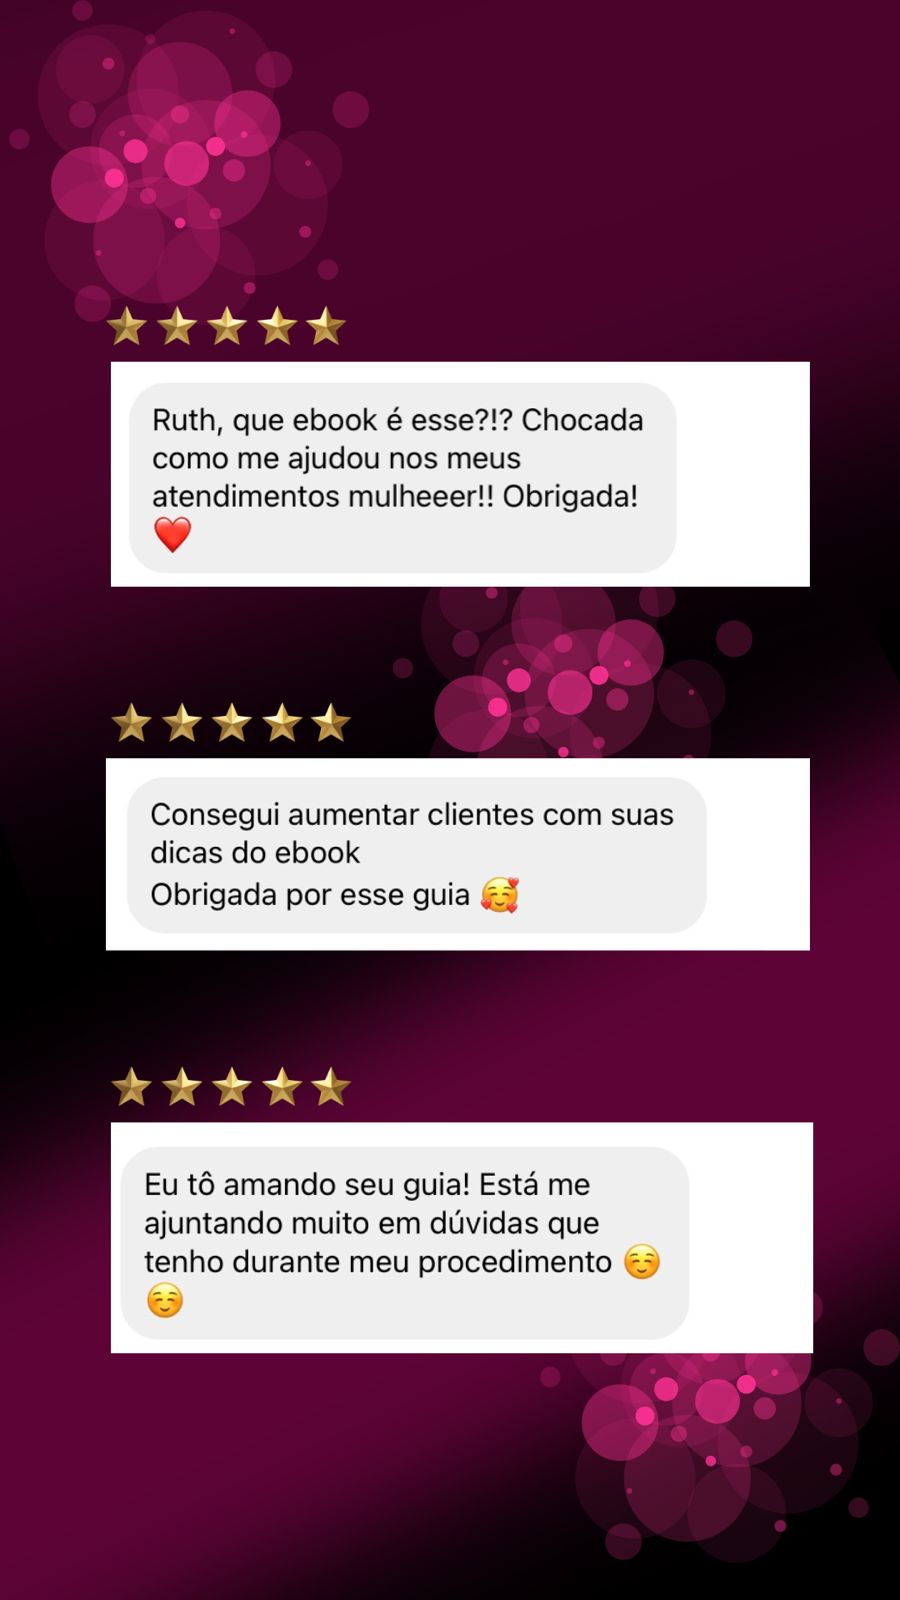 Ruth, que ebook é esse?!? Chocada
como me ajudou nos meus
atendimentos mulheeer!! Obrigada!
❤️
Consegui aumentar clientes com suas
dicas do ebook
Obrigada por esse guia 🥰
Eu tô amando seu guia! Está me
ajuntando muito em dúvidas que
tenho durante meu procedimento ☺️
☺️